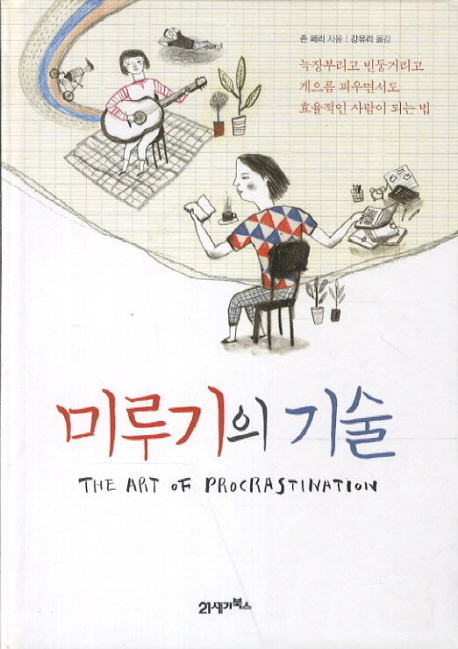 존 페리 지음 | 강유리 옮김
늑장부리고 빈둥거리고
게으름 피우면서도
효율적인 사람이 되는 법
미루기의 기술
THE ART OF PROCRASTINATION
21세기북스